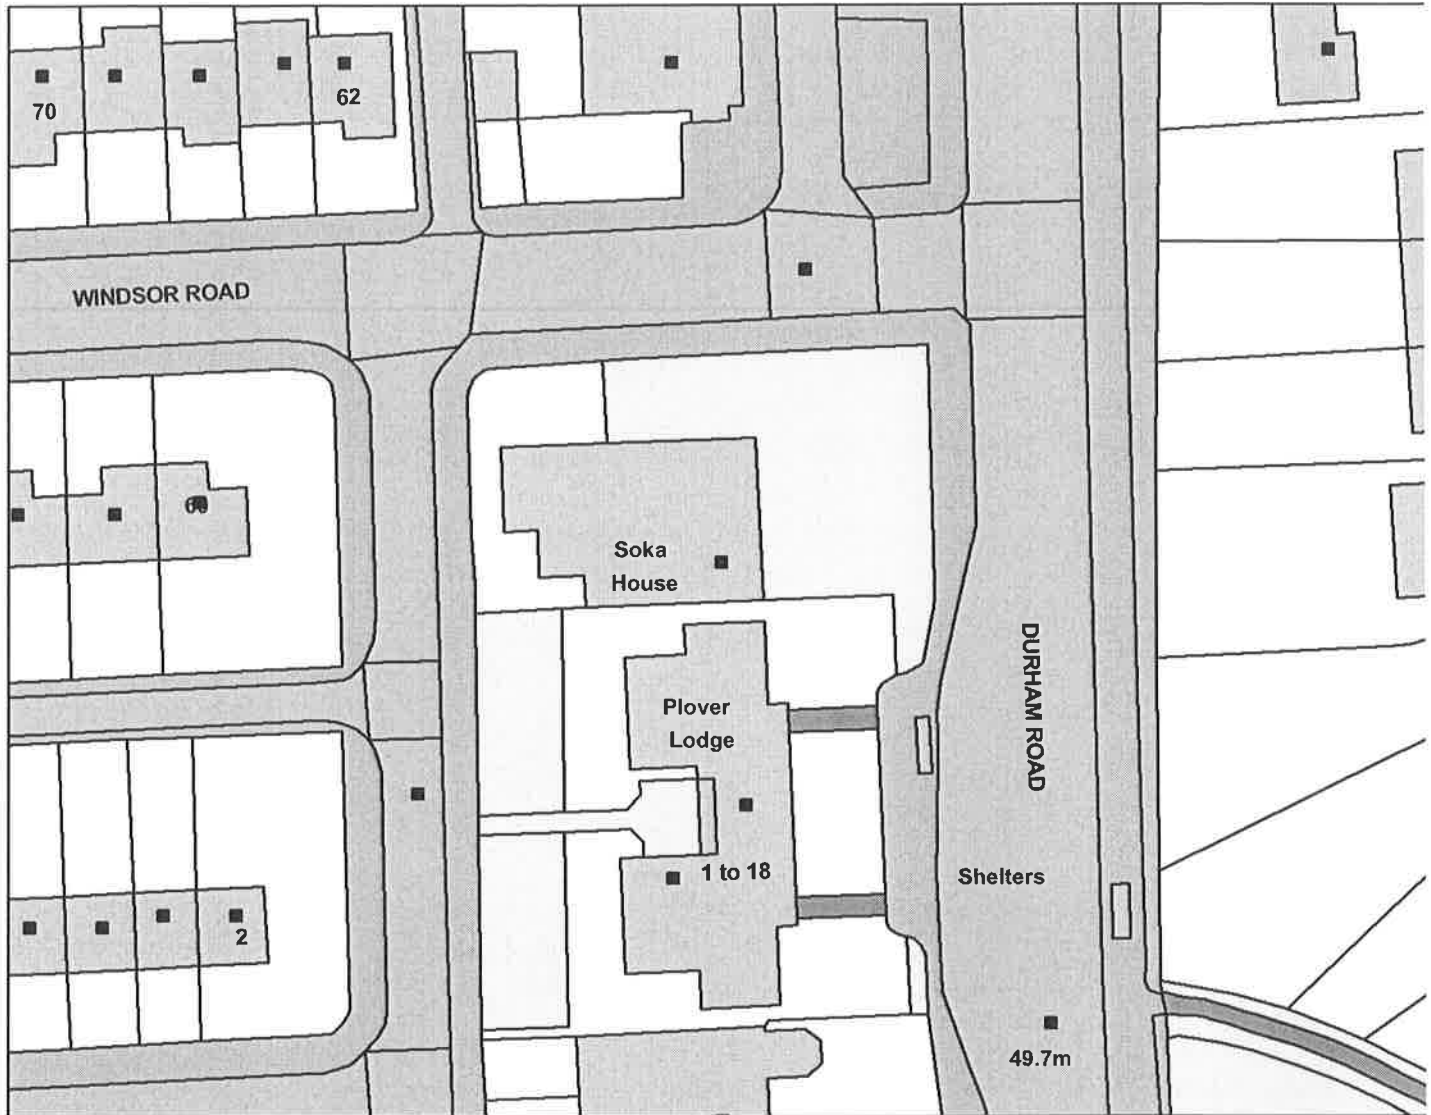 70
62
WINDSOR ROAD
Soka
House
DURHAM ROAD
Plover
Lodge
1 to 18
Shelters
2
49.7m